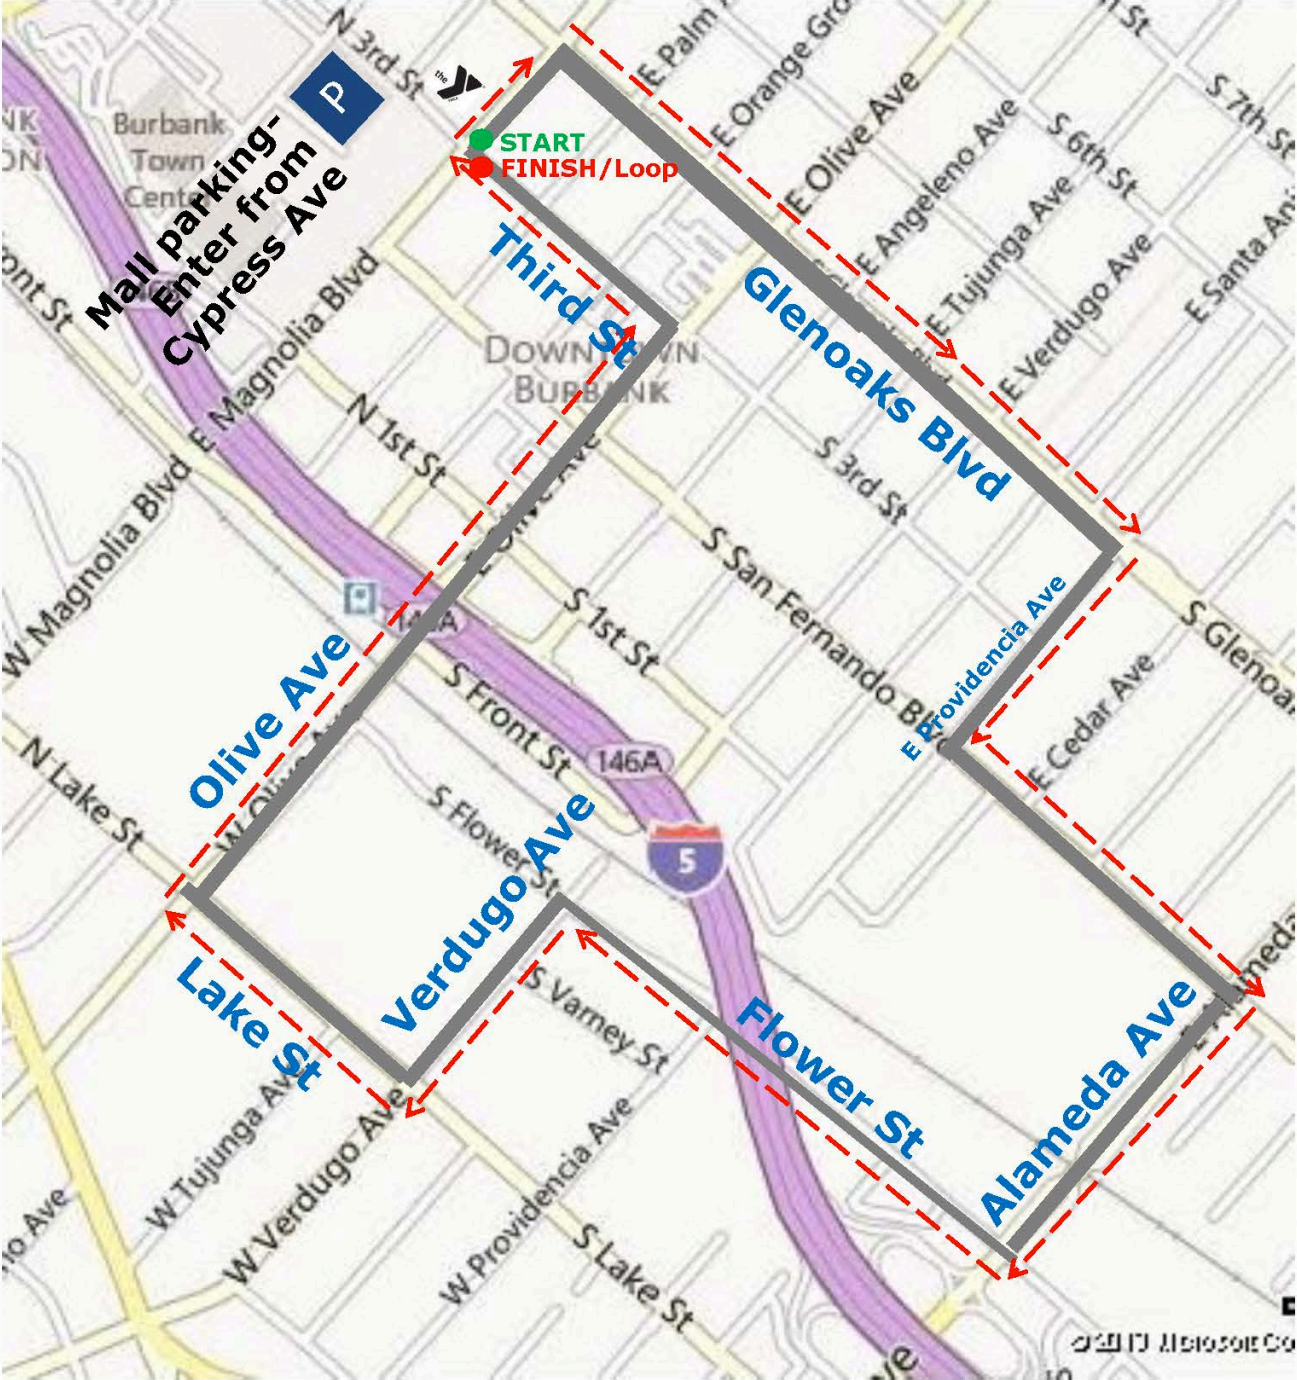 N 3rd St
P
the
Y
E Palm
E Orange Gro
S 7th St
Burbank
Town
Mall parking-
Enter from
Cypress Ave
START
FINISH/Loop
E Olive Ave
E Angeleno Ave
S 6th St
E Tujunga Ave
E Verdugo Ave
E Santa Ani
Third St
Glenoaks Blvd
DOWNTOWN
BURBANK
E Magnolia Blvd
W Magnolia Blvd
N 1st St
S 3rd St
E Olive Ave
S San Fernando Blvd
E Providencia Ave
S Glenoa
E Cedar Ave
S 1st St
S Front St
146A
5
Olive Ave
N Lake St
W Olive
S Flower St
Verdugo Ave
Lake St
S Varney St
Flower St
Alameda Ave
W Tujunga Ave
W Verdugo Ave
W Providencia Ave
S Lake St